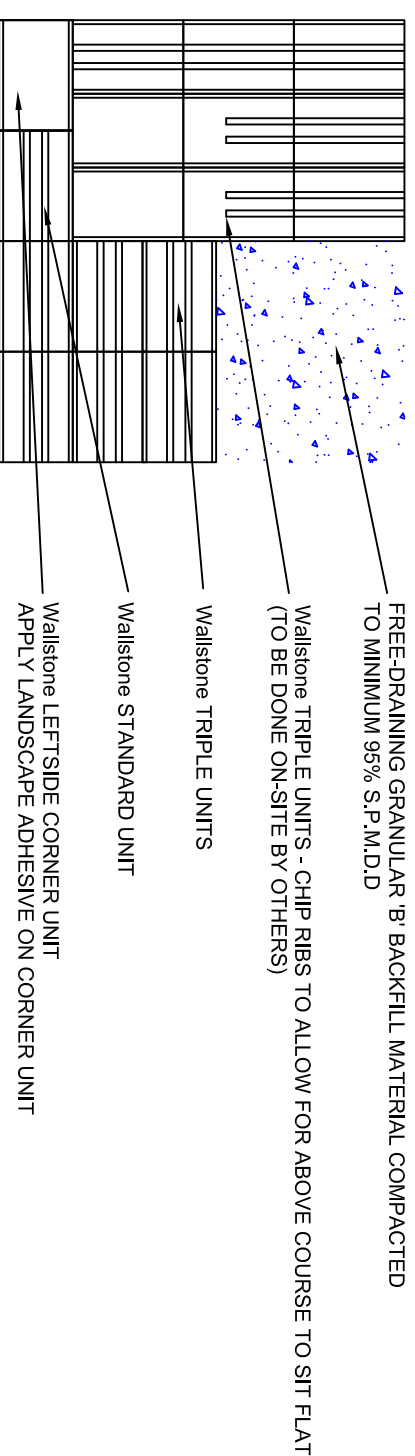 FREE-DRAINING GRANULAR 'B' BACKFILL MATERIAL COMPACTED
TO MINIMUM 95% S.P.M.D.D
Wallstone TRIPLE UNITS - CHIP RIBS TO ALLOW FOR ABOVE COURSE TO SIT FLAT
(TO BE DONE ON-SITE BY OTHERS)
Wallstone TRIPLE UNITS
Wallstone STANDARD UNIT
Wallstone LEFTSIDE CORNER UNIT
APPLY LANDSCAPE ADHESIVE ON CORNER UNIT